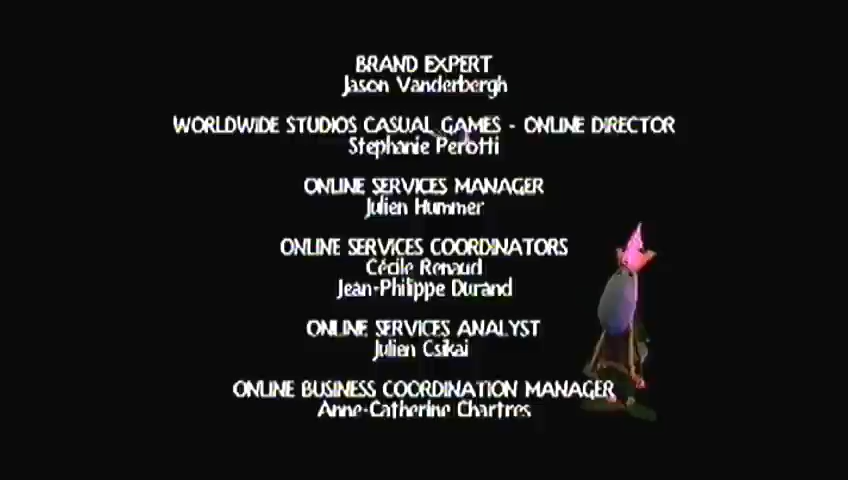 BRAND EXPERT
Jason Vanderbergh
WORLDWIDE STUDIOS CASUAL GAMES - ONLINE DIRECTOR
Stephanie Perotti
ONLINE SERVICES MANAGER
Julien Hummer
ONLINE SERVICES COORDINATORS
Cécile Renaud
Jean-Philippe Durand
ONLINE SERVICES ANALYST
Julien Csikai
ONLINE BUSINESS COORDINATION MANAGER
Anne-Catherine Chartres